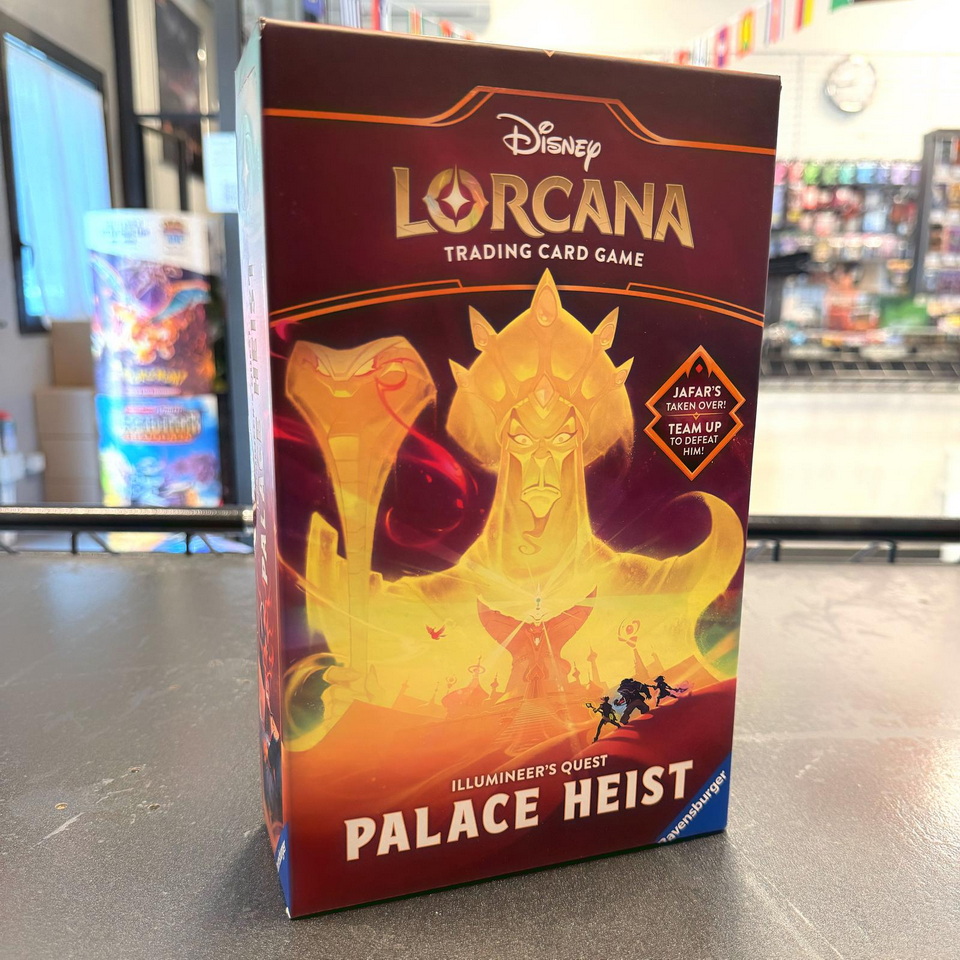 Disney
LORCANA
TRADING CARD GAME
JAFAR'S
TAKEN OVER!
TEAM UP
TO DEFEAT
HIM!
ILLUMINEER'S QUEST
PALACE HEIST
Ravensburger